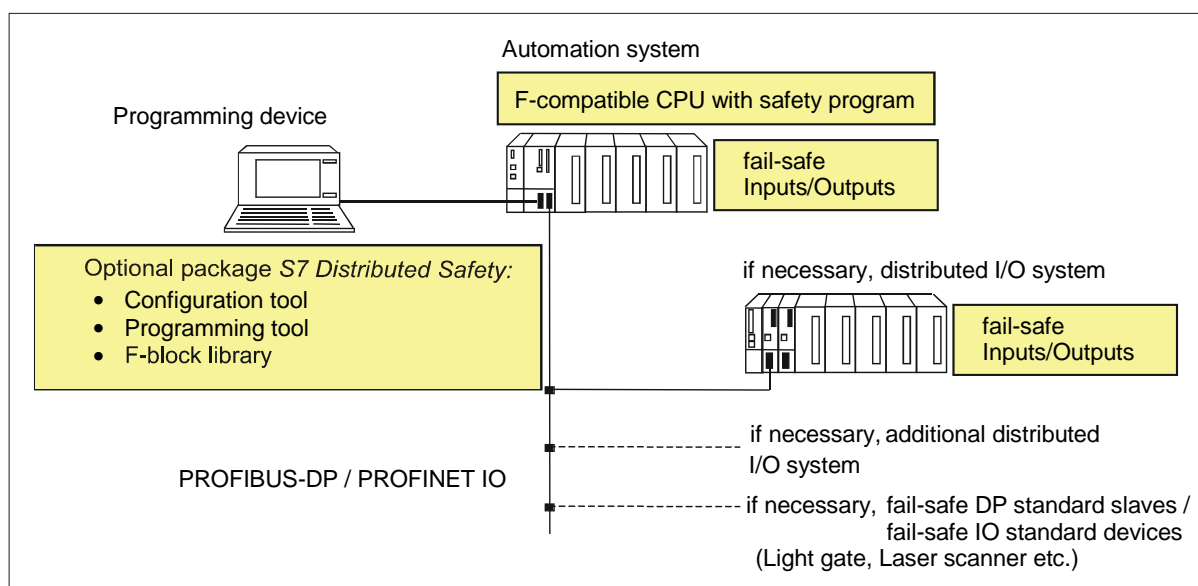 Automation system
F-compatible CPU with safety program
Programming device
fail-safe
Inputs/Outputs
Optional package S7 Distributed Safety:
• Configuration tool
• Programming tool
• F-block library
if necessary, distributed I/O system
fail-safe
Inputs/Outputs
if necessary, additional distributed
I/O system
PROFIBUS-DP / PROFINET IO
if necessary, fail-safe DP standard slaves /
fail-safe IO standard devices
(Light gate, Laser scanner etc.)